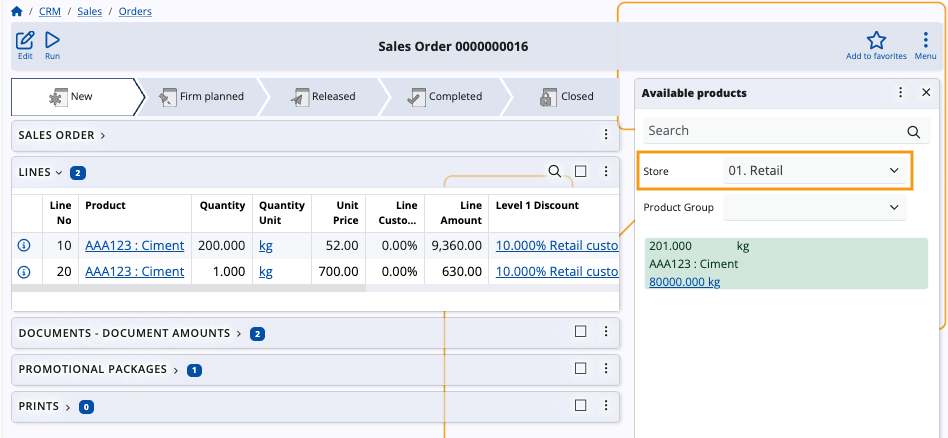 / CRM / Sales / Orders
Edit
Run
Sales Order 0000000016
Add to favorites
Menu
New
Firm planned
Released
Completed
Closed
SALES ORDER
LINES 2
Line No Product Quantity Quantity Unit Unit Price Line Custo... Line Amount Level 1 Discount
10 AAA123 : Ciment 200.000 kg 52.00 0.00% 9,360.00 10.000% Retail custo
20 AAA123 : Ciment 1.000 kg 700.00 0.00% 630.00 10.000% Retail custo
DOCUMENTS - DOCUMENT AMOUNTS 2
PROMOTIONAL PACKAGES 1
PRINTS 0
Available products
Search
Store 01. Retail
Product Group
201.000 kg
AAA123 : Ciment
80000.000 kg